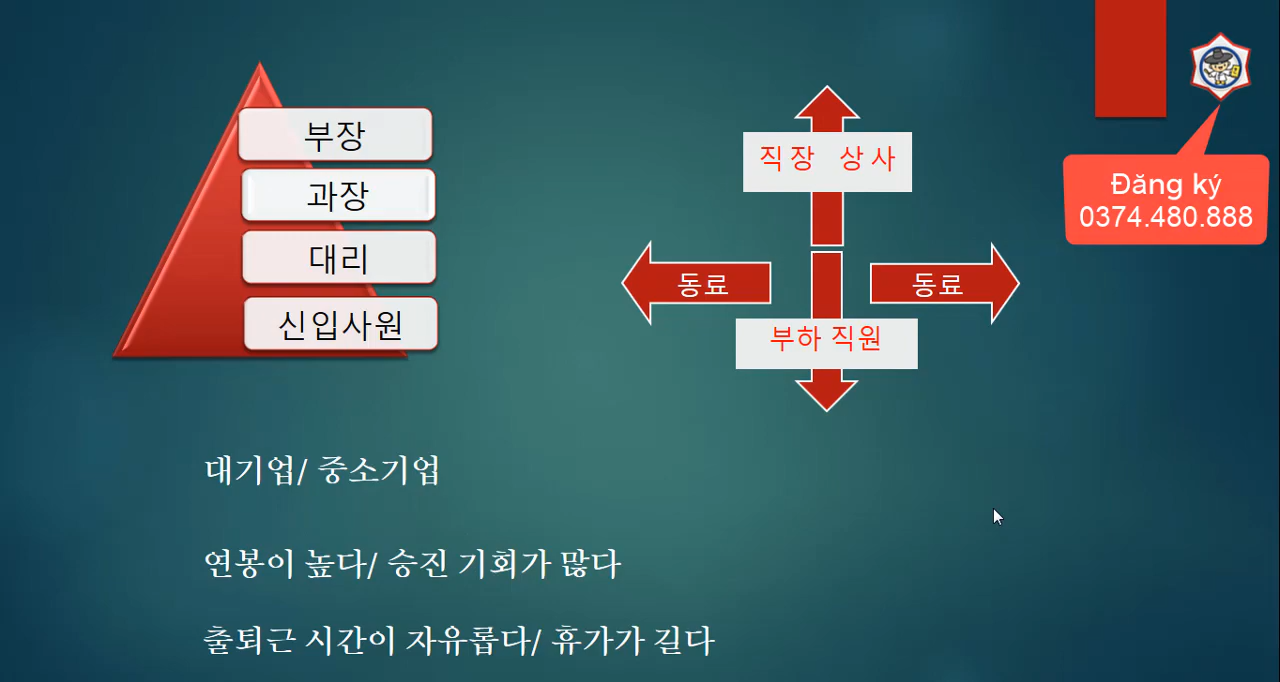 부장
과장
대리
신입사원
직장 상사
동료
동료
부하 직원
Đăng ký
0374.480.888
대기업/ 중소기업
연봉이 높다/ 승진 기회가 많다
출퇴근 시간이 자유롭다/ 휴가가 길다